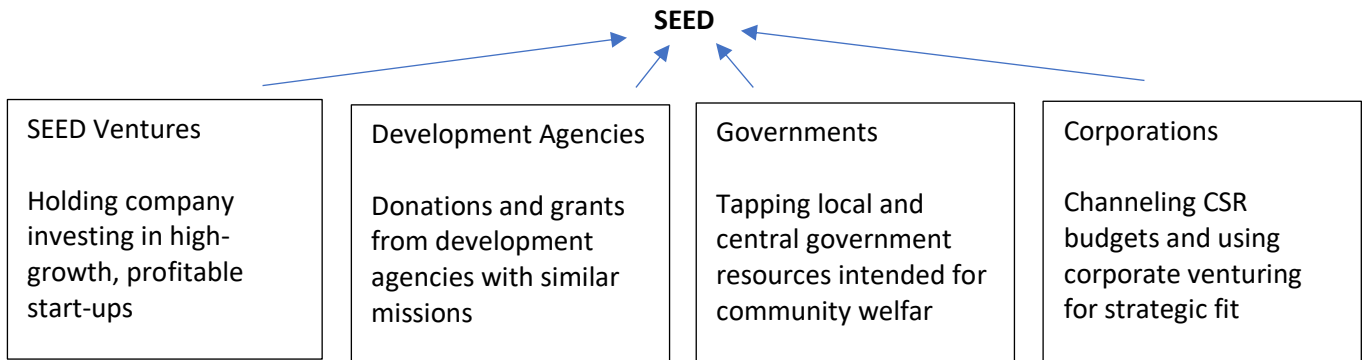 SEED
SEED Ventures
Holding company
investing in high-
growth, profitable
start-ups
Development Agencies
Donations and grants
from development
agencies with similar
missions
Governments
Tapping local and
central government
resources intended for
community welfar
Corporations
Channeling CSR
budgets and using
corporate venturing
for strategic fit